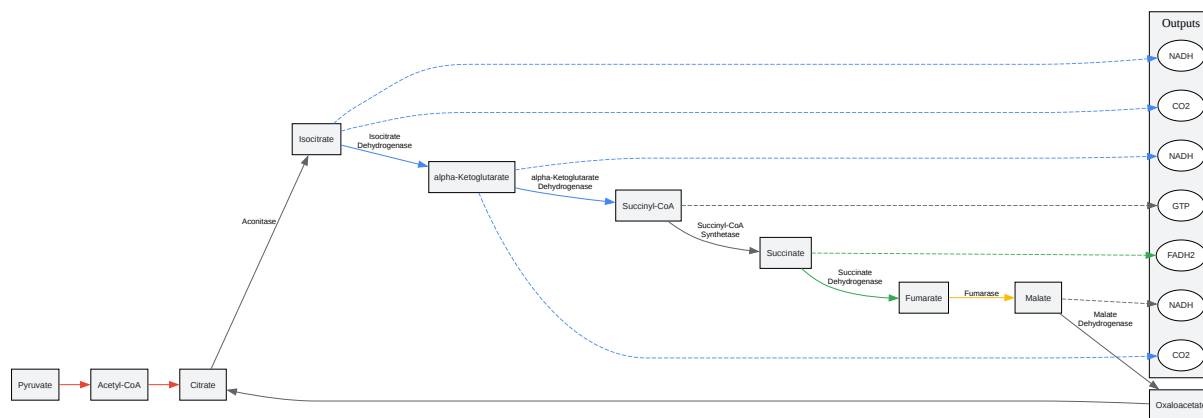 Outputs
NADH
CO2
Isocitrate
Isocitrate
Dehydrogenase
NADH
alpha-Ketoglutarate
alpha-Ketoglutarate
Dehydrogenase
Succinyl-CoA
GTP
Aconitase
Succinyl-CoA
Synthetase
Succinate
FADH2
Succinate
Dehydrogenase
Fumarate
Fumarase
Malate
NADH
Malate
Dehydrogenase
CO2
Pyruvate
Acetyl-CoA
Citrate
Oxaloacetate